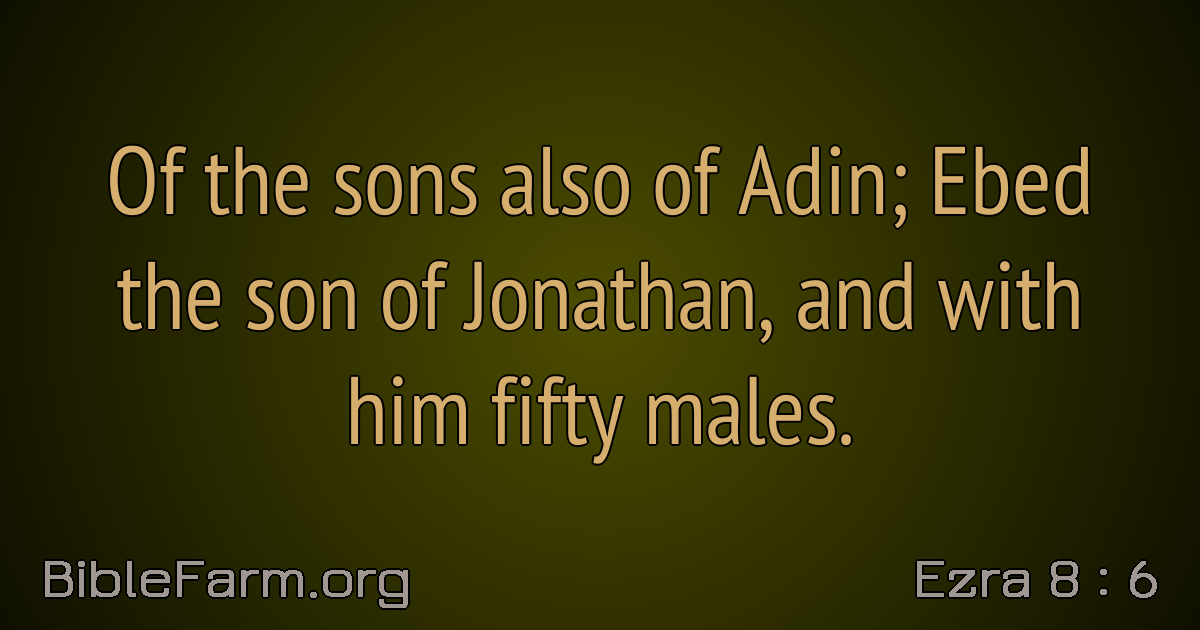 Of the sons also of Adin; Ebed
the son of Jonathan, and with
him fifty males.
BibleFarm.org
Ezra 8 : 6